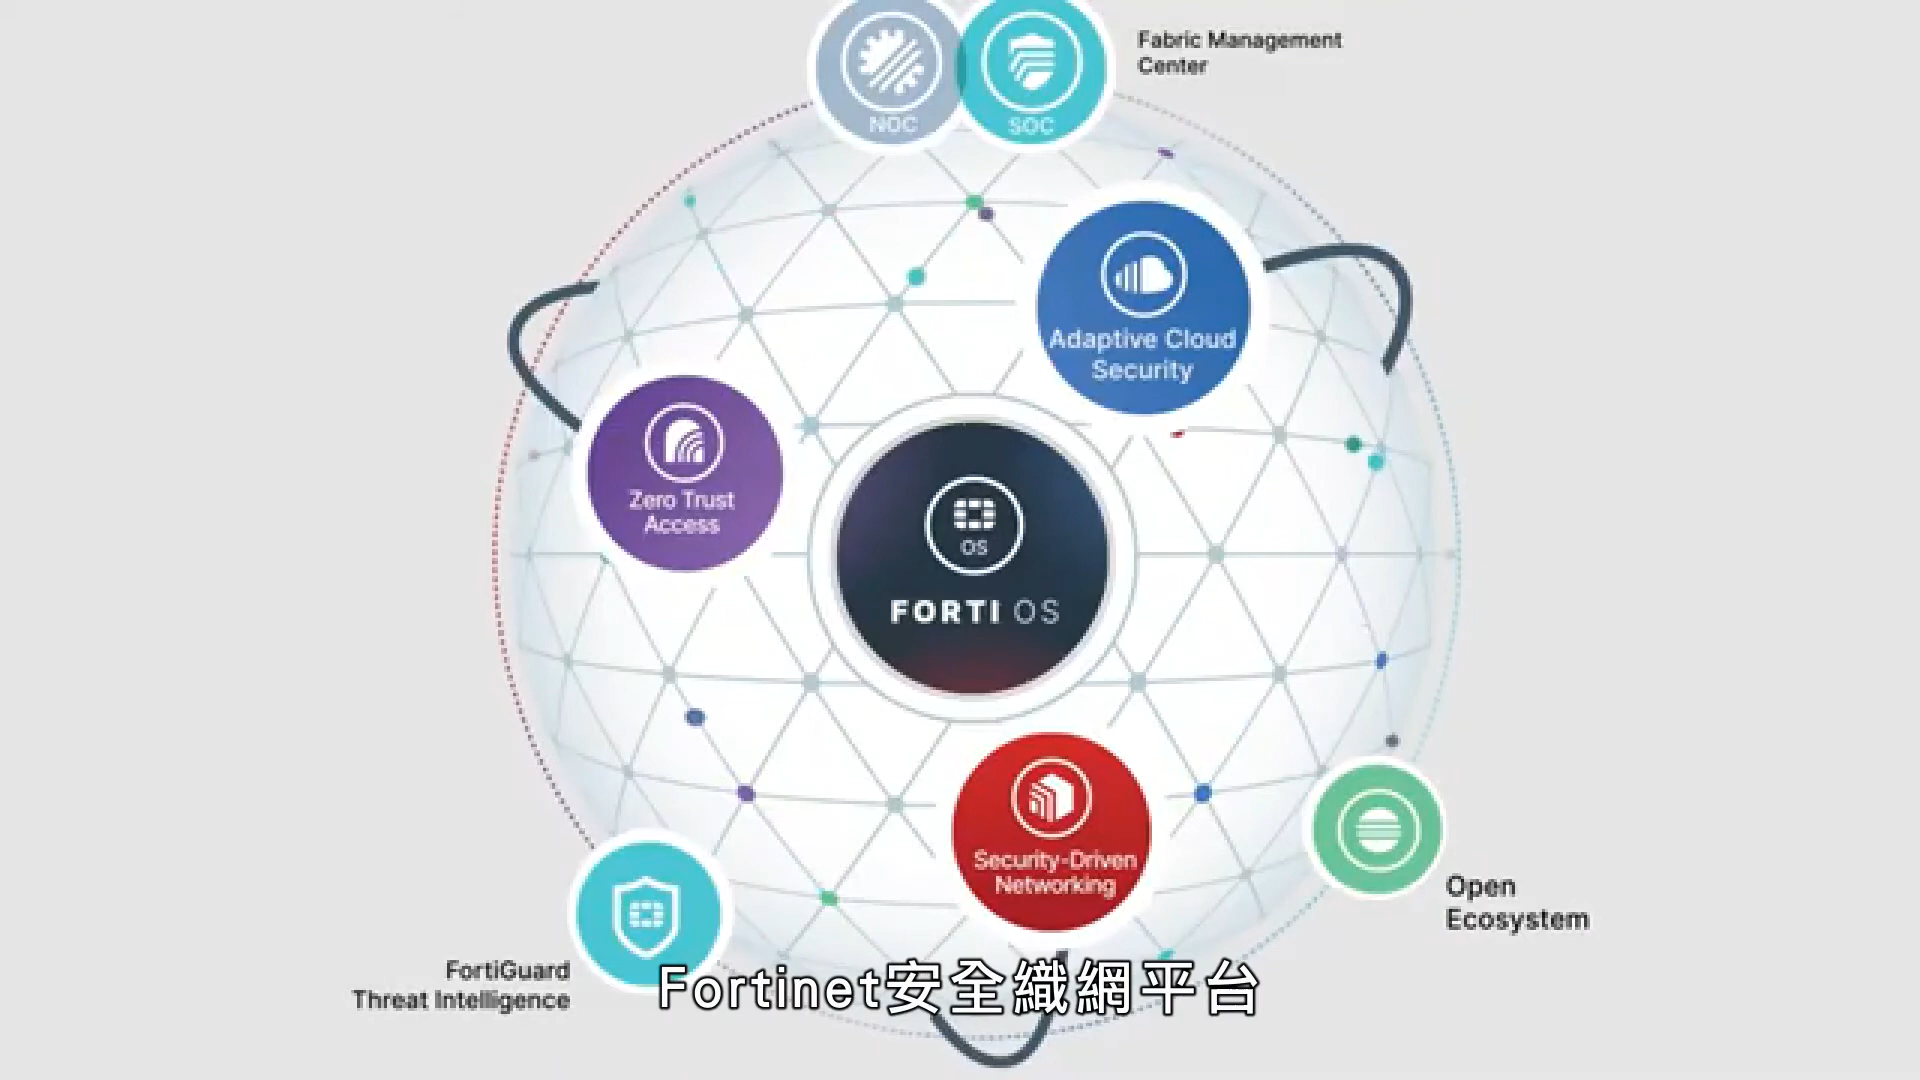 Fabric Management
Center
NOC
SOC
Adaptive Cloud
Security
Zero Trust
Access
OS
FORTI OS
Security-Driven
Networking
Open
Ecosystem
FortiGuard
Threat Intelligence
Fortinet安全織網平台